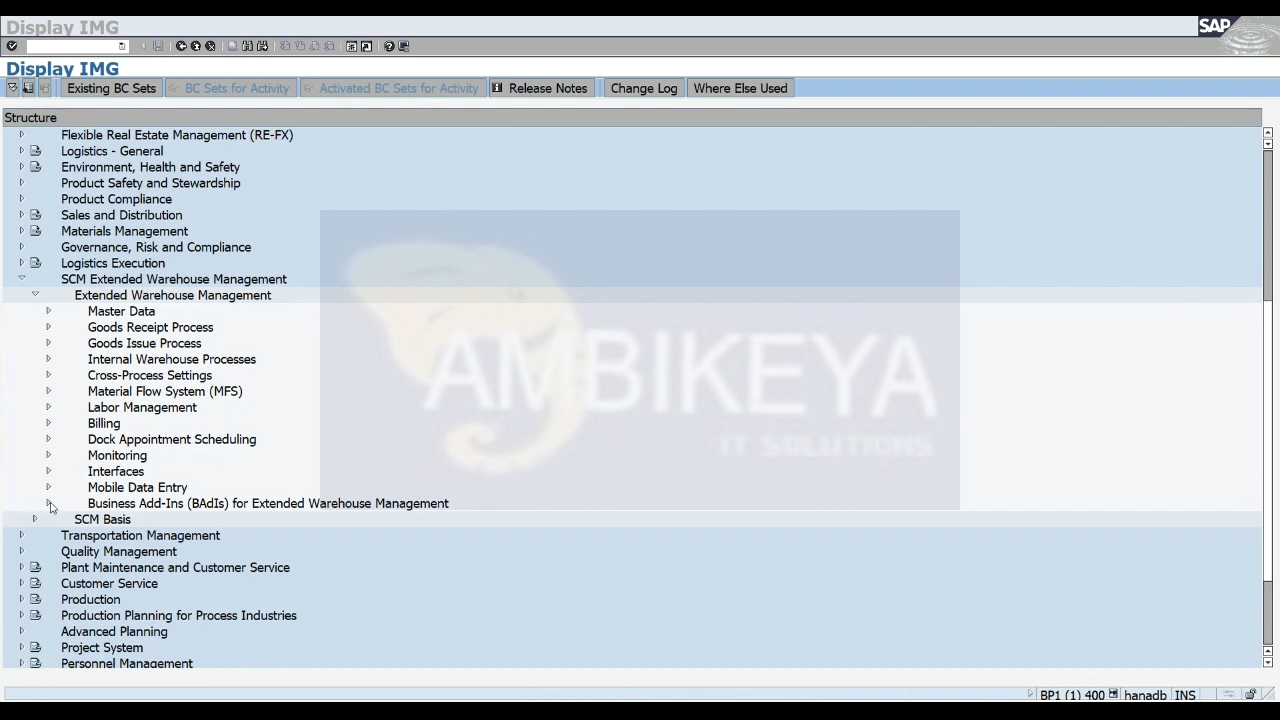 Display IMG
SAP
Display IMG
Existing BC Sets BC Sets for Activity Activated BC Sets for Activity Release Notes Change Log Where Else Used
Structure
Flexible Real Estate Management (RE-FX)
Logistics - General
Environment, Health and Safety
Product Safety and Stewardship
Product Compliance
Sales and Distribution
Materials Management
Governance, Risk and Compliance
Logistics Execution
SCM Extended Warehouse Management
Extended Warehouse Management
Master Data
Goods Receipt Process
Goods Issue Process
Internal Warehouse Processes
Cross-Process Settings
Material Flow System (MFS)
Labor Management
Billing
Dock Appointment Scheduling
Monitoring
Interfaces
Mobile Data Entry
Business Add-Ins (BAdIs) for Extended Warehouse Management
SCM Basis
Transportation Management
Quality Management
Plant Maintenance and Customer Service
Customer Service
Production
Production Planning for Process Industries
Advanced Planning
Project System
Personnel Management
AMBIKEYA
IT SOLUTIONS
BP1 (1) 400 hanadb INS